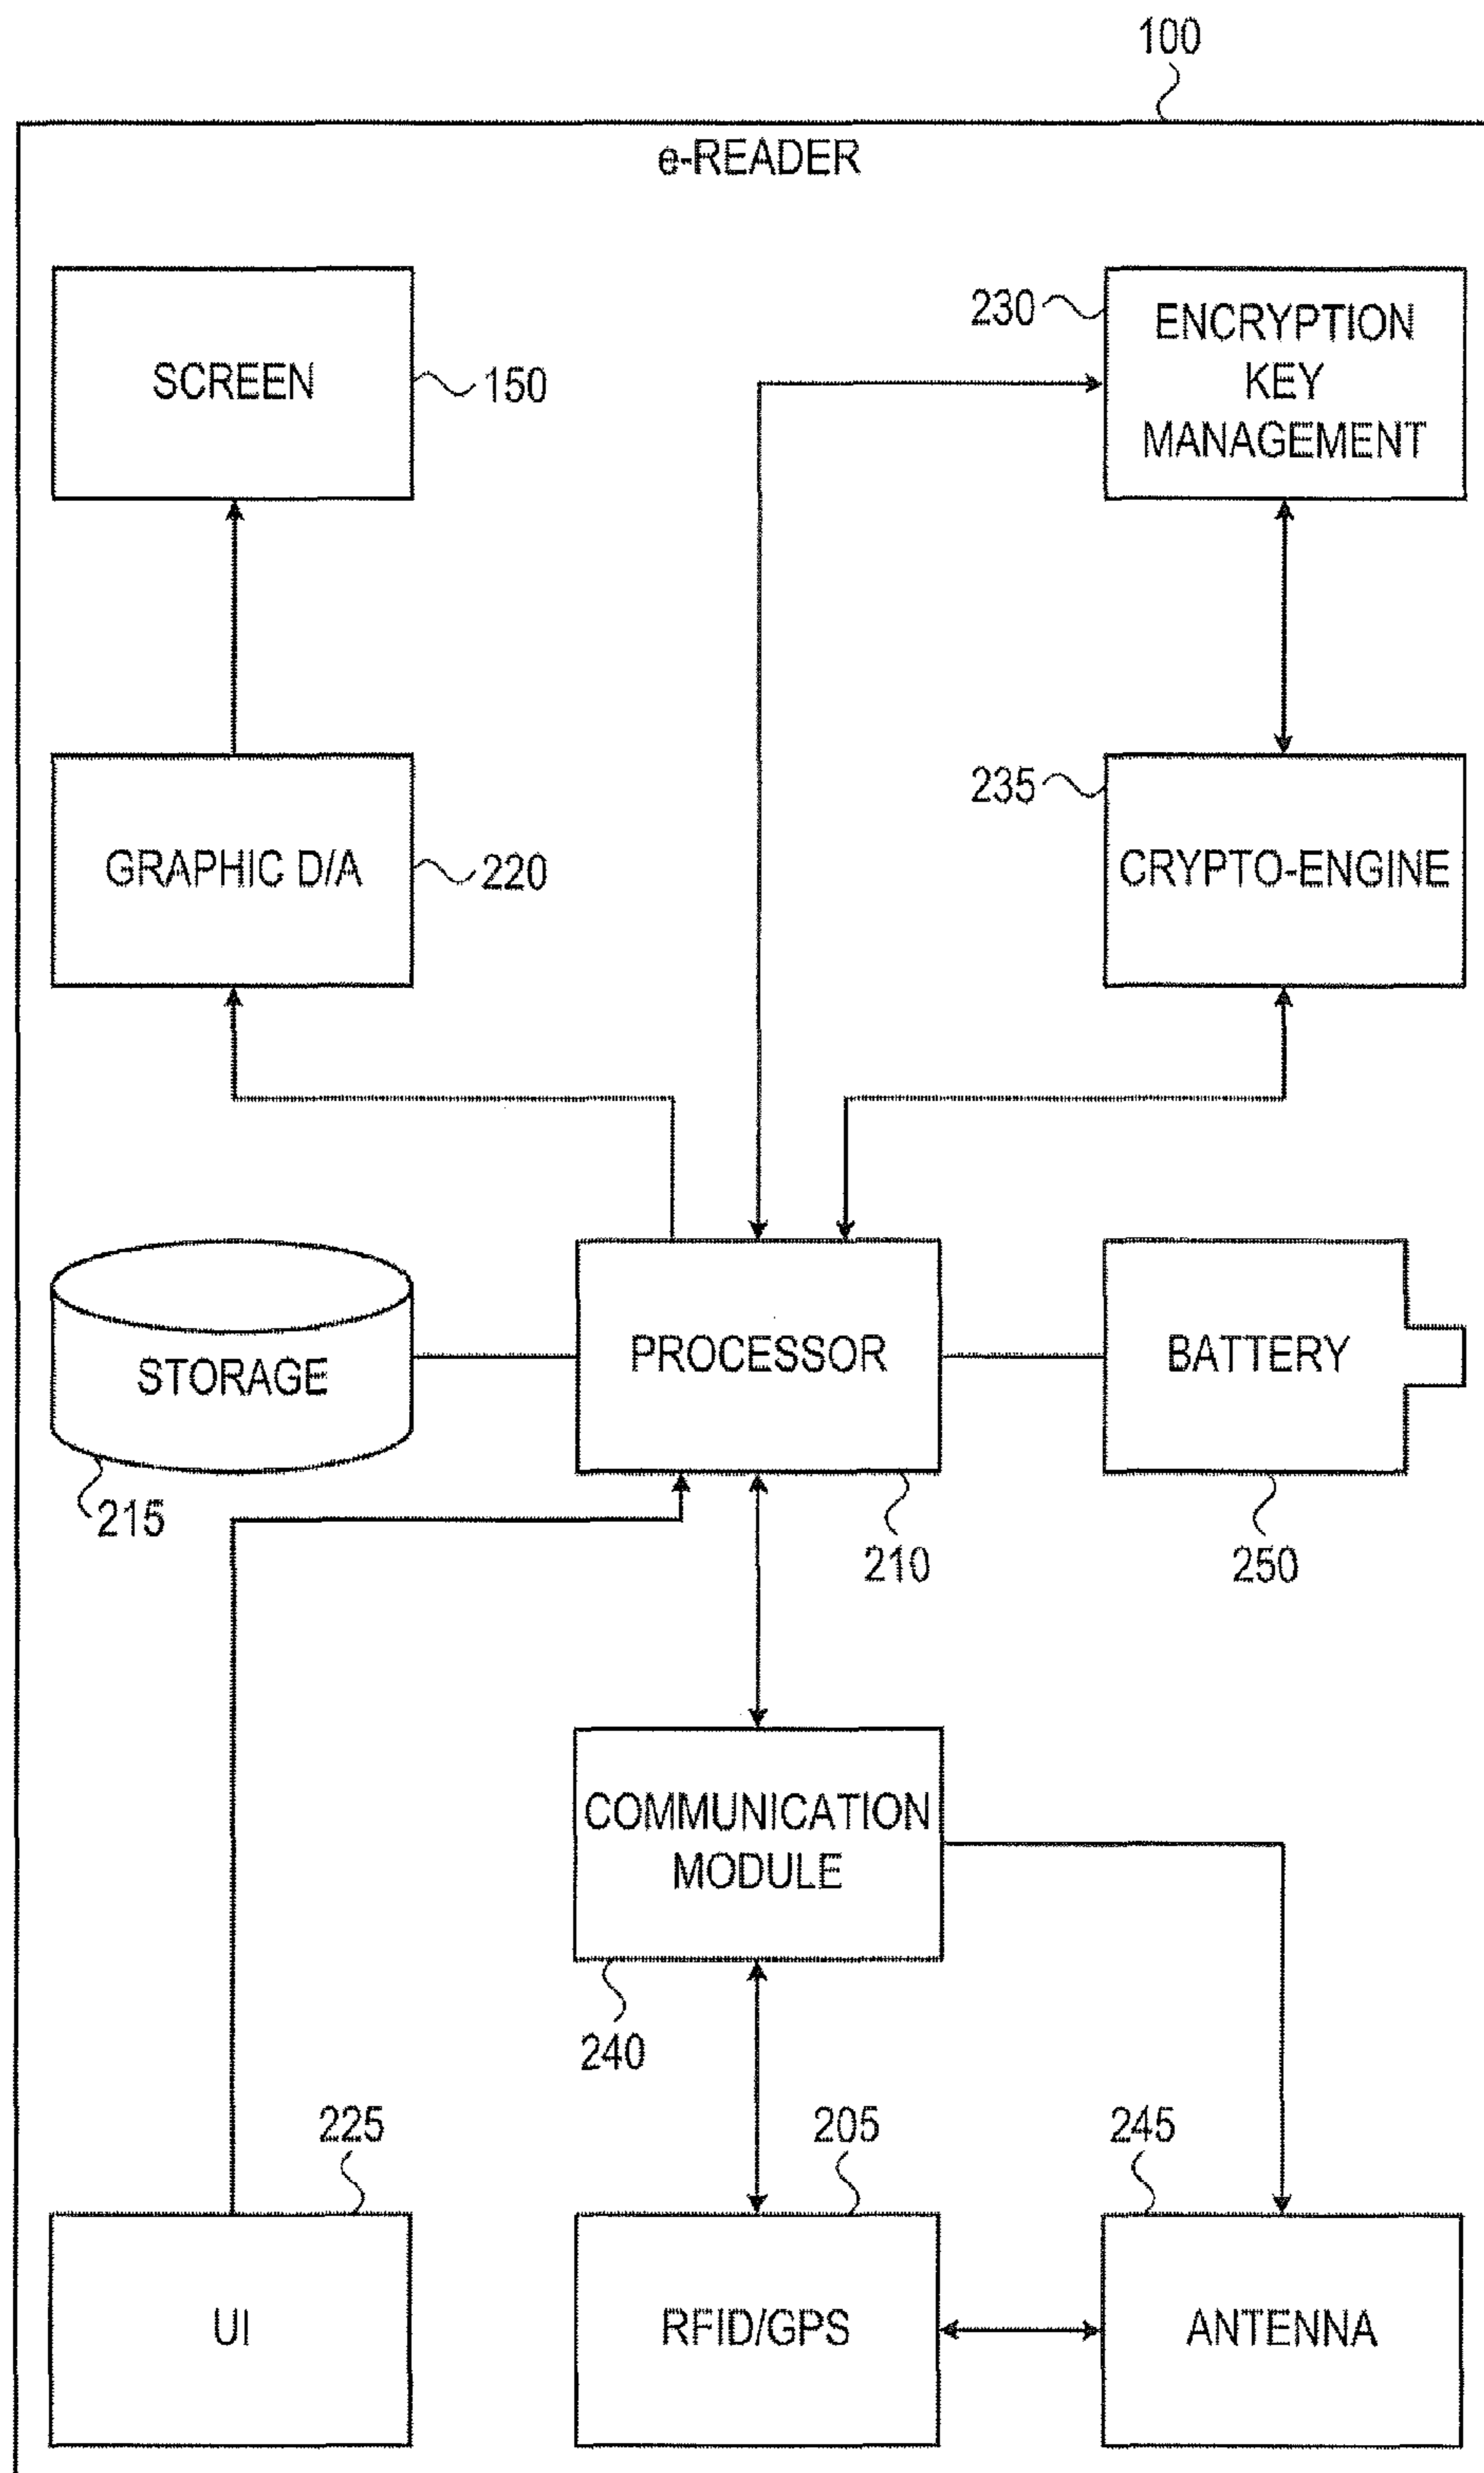 100
e-READER
SCREEN
150
230
ENCRYPTION
KEY
MANAGEMENT
GRAPHIC D/A
220
235
CRYPTO-ENGINE
STORAGE
215
PROCESSOR
210
BATTERY
250
COMMUNICATION
MODULE
240
225
UI
205
RFID/GPS
245
ANTENNA